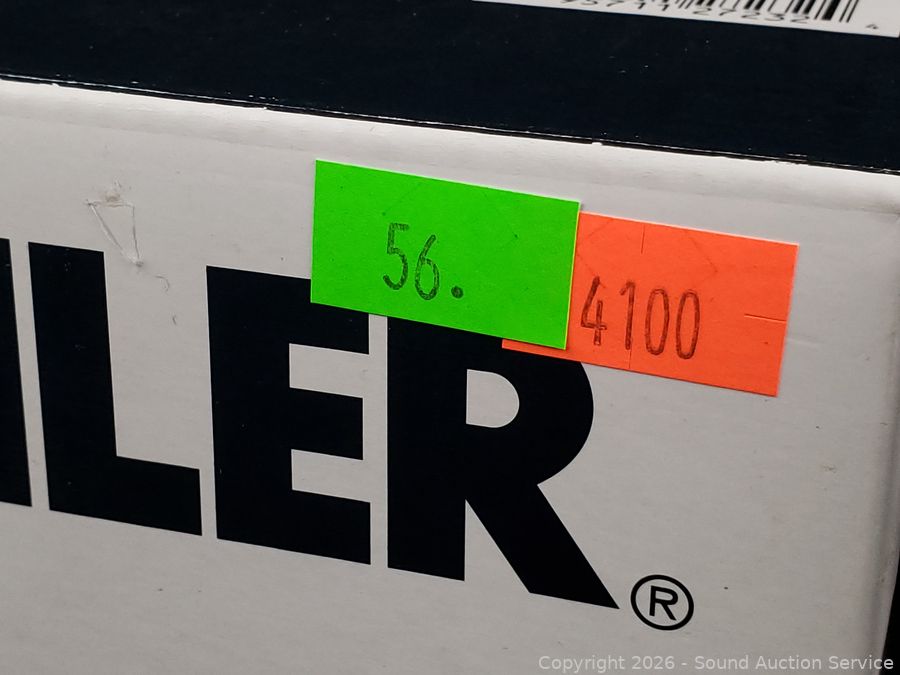 56.
4100
LER®
Copyright 2026 - Sound Auction Service